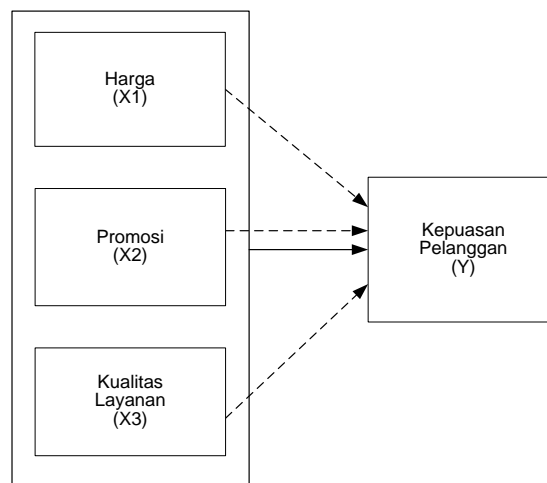 Harga
(X1)
Promosi
(X2)
Kualitas
Layanan
(X3)
Kepuasan
Pelanggan
(Y)